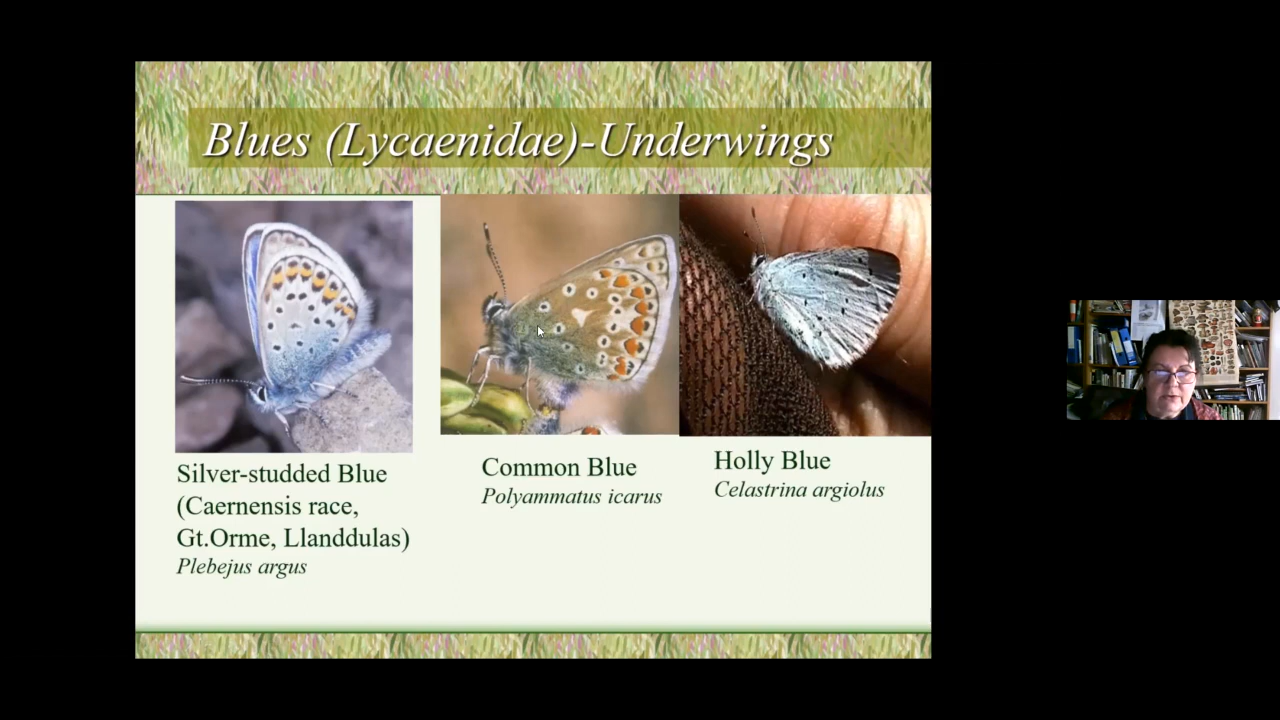 Blues (Lycaenidae)-Underwings
Silver-studded Blue
(Caernensis race,
Gt.Orme, Llanddulas)
Plebejus argus
Common Blue
Polyammatus icarus
Holly Blue
Celastrina argiolus